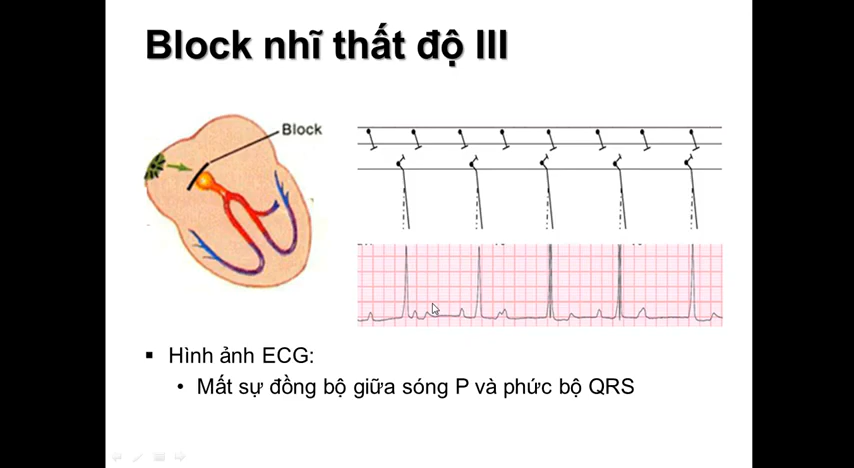 Block nhĩ thất độ III
Block
Hình ảnh ECG:
Mất sự đồng bộ giữa sóng P và phức bộ QRS